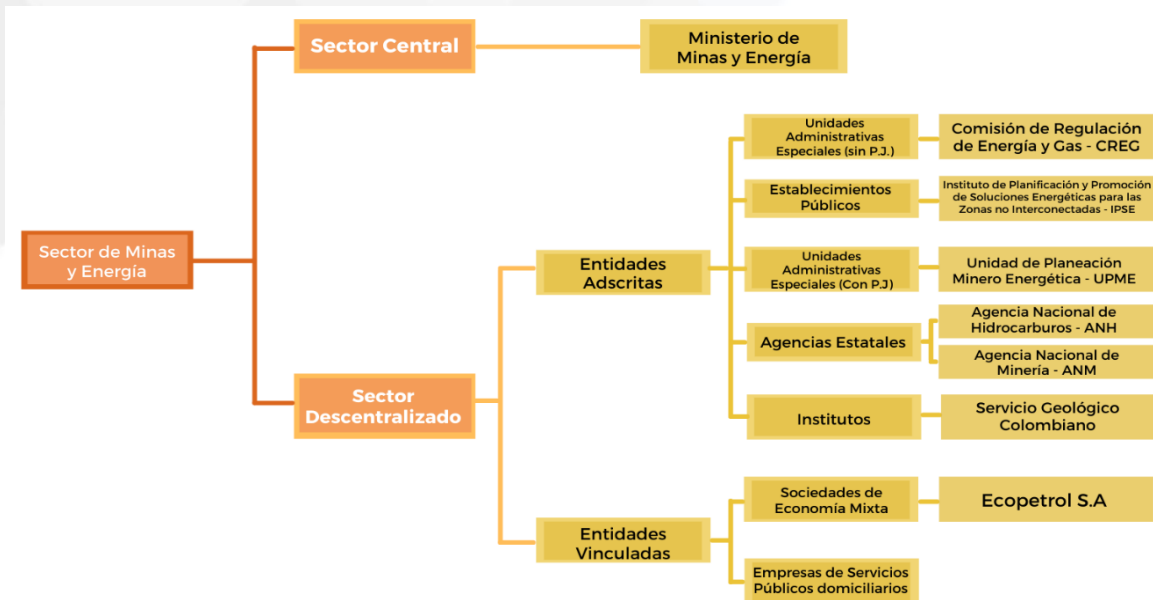 Sector de Minas
y Energía
Sector Central
Ministerio de
Minas y Energía
Sector
Descentralizado
Entidades
Adscritas
Unidades
Administrativas
Especiales (sin P.J.)
Comisión de Regulación
de Energía y Gas - CREG
Establecimientos
Públicos
Instituto de Planificación y Promoción
de Soluciones Energéticas para las
Zonas no Interconectadas - IPSE
Unidades
Administrativas
Especiales (Con P.J)
Unidad de Planeación
Minero Energética - UPME
Agencias Estatales
Agencia Nacional de
Hidrocarburos - ANH
Agencia Nacional de
Minería - ANM
Institutos
Servicio Geológico
Colombiano
Entidades
Vinculadas
Sociedades de
Economía Mixta
Ecopetrol S.A
Empresas de Servicios
Públicos domiciliarios